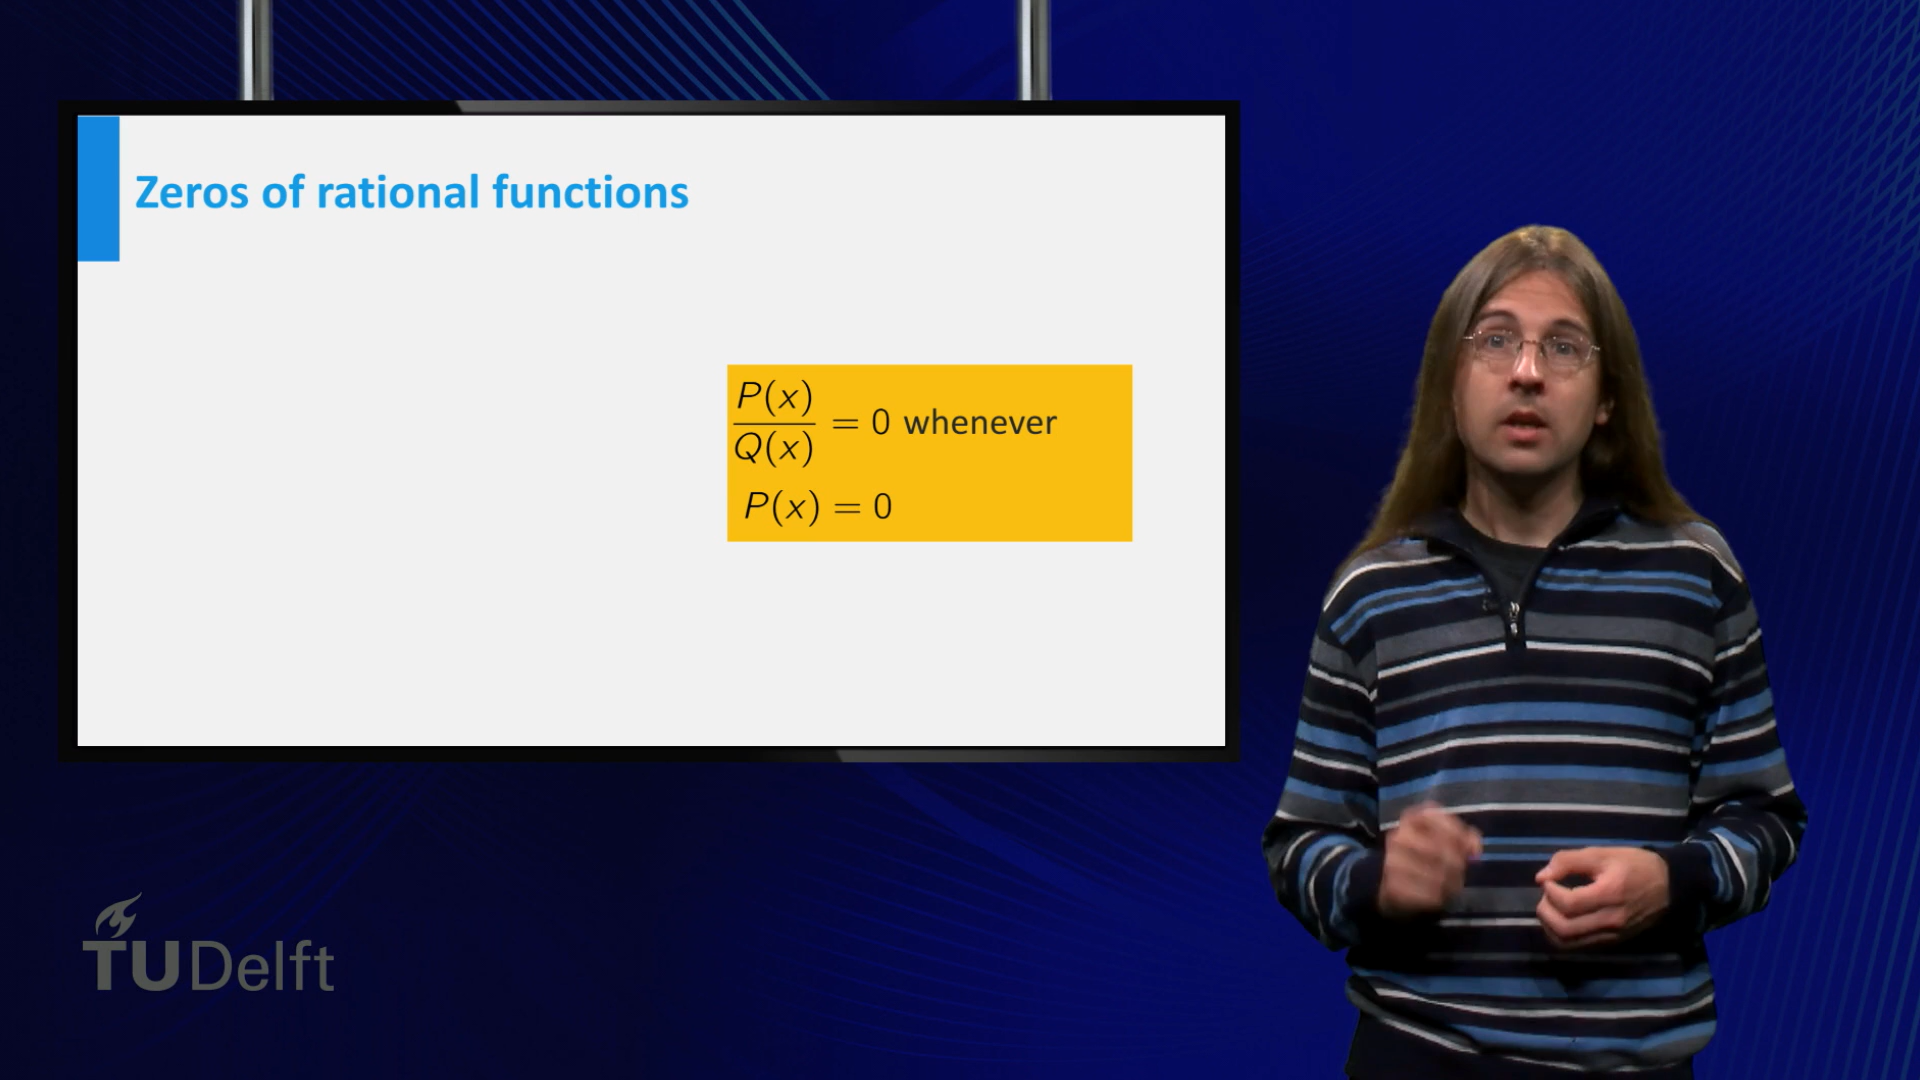 Zeros of rational functions
P(x)
Q(x) = 0 whenever
P(x) = 0
TUDelft